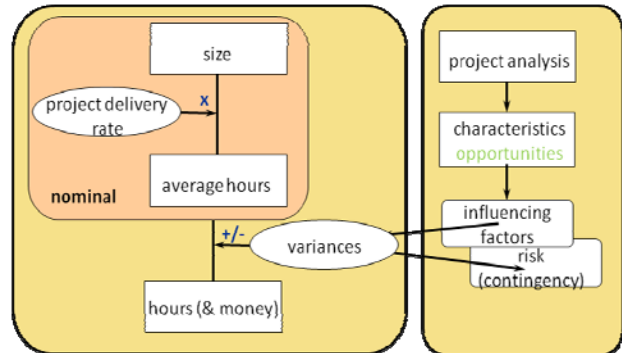 size
project delivery
rate
x
average hours
nominal
+/-
variances
hours (& money)
project analysis
characteristics
opportunities
influencing
factors
risk
(contingency)